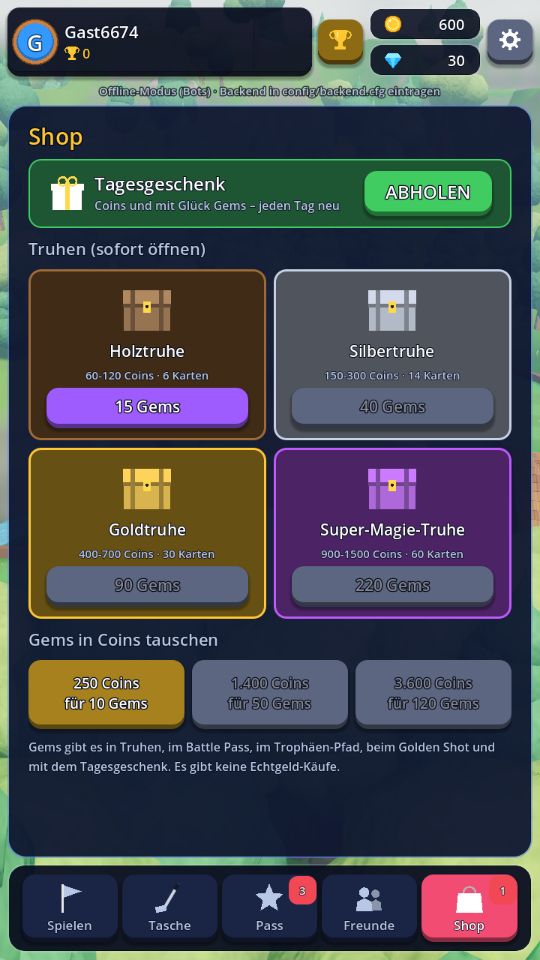 G
Gast6674
0
600
30
Offline-Modus (Bots) · Backend in config/backend.cfg eintragen
Shop
Tagesgeschenk
Coins und mit Glück Gems – jeden Tag neu
ABHOLEN
Truhen (sofort öffnen)
Holztruhe
60-120 Coins · 6 Karten
15 Gems
Silbertruhe
150-300 Coins · 14 Karten
40 Gems
Goldtruhe
400-700 Coins · 30 Karten
90 Gems
Super-Magie-Truhe
900-1500 Coins · 60 Karten
220 Gems
Gems in Coins tauschen
250 Coins
für 10 Gems
1.400 Coins
für 50 Gems
3.600 Coins
für 120 Gems
Gems gibt es in Truhen, im Battle Pass, im Trophäen-Pfad, beim Golden Shot und
mit dem Tagesgeschenk. Es gibt keine Echtgeld-Käufe.
Spielen
Tasche
3
Pass
Freunde
1
Shop